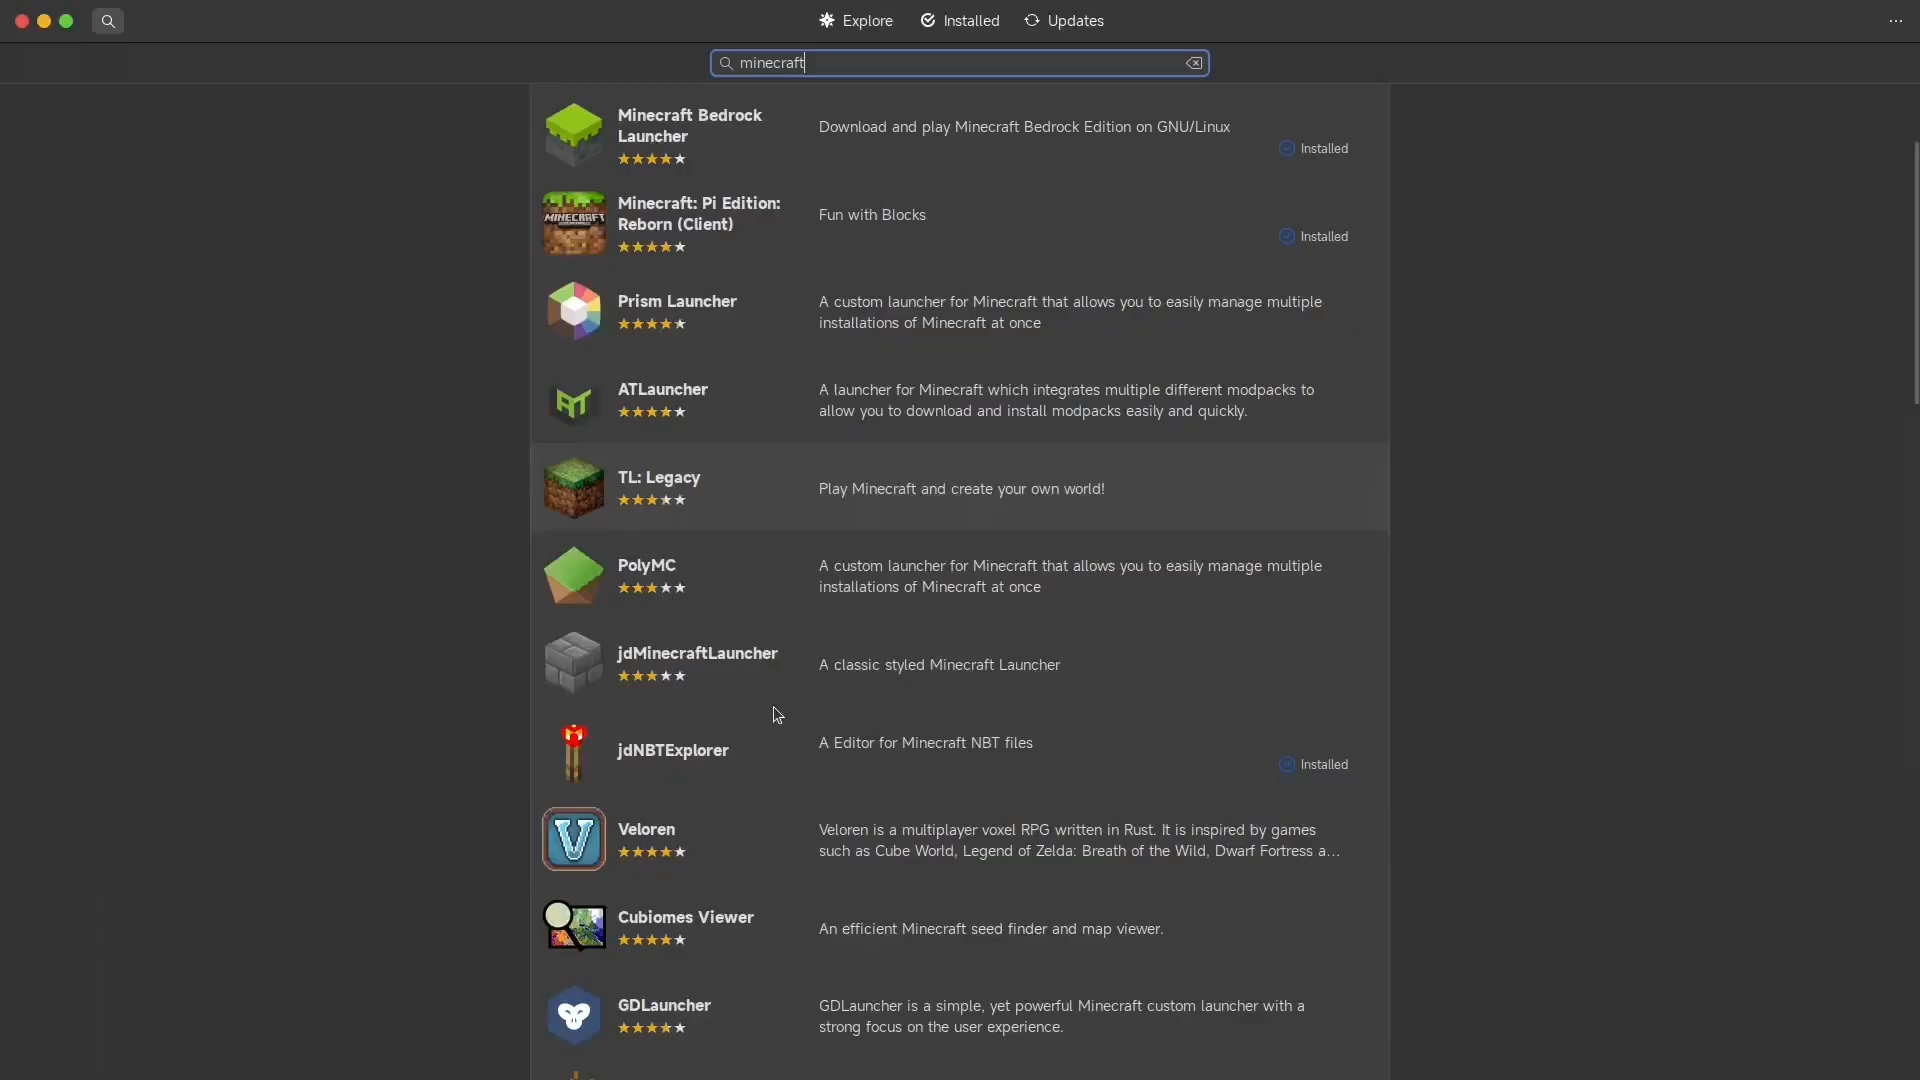 Explore
Installed
Updates
minecraft
Minecraft Bedrock
Launcher
Download and play Minecraft Bedrock Edition on GNU/Linux
Installed
MINECRAFT
Minecraft: Pi Edition:
Reborn (Client)
Fun with Blocks
Installed
Prism Launcher
A custom launcher for Minecraft that allows you to easily manage multiple
installations of Minecraft at once
AT
ATLauncher
A launcher for Minecraft which integrates multiple different modpacks to
allow you to download and install modpacks easily and quickly.
TL: Legacy
Play Minecraft and create your own world!
PolyMC
A custom launcher for Minecraft that allows you to easily manage multiple
installations of Minecraft at once
jdMinecraftLauncher
A classic styled Minecraft Launcher
jdNBTExplorer
A Editor for Minecraft NBT files
Installed
V
Veloren
Veloren is a multiplayer voxel RPG written in Rust. It is inspired by games
such as Cube World, Legend of Zelda: Breath of the Wild, Dwarf Fortress a…
Cubiomes Viewer
An efficient Minecraft seed finder and map viewer.
GDLauncher
GDLauncher is a simple, yet powerful Minecraft custom launcher with a
strong focus on the user experience.